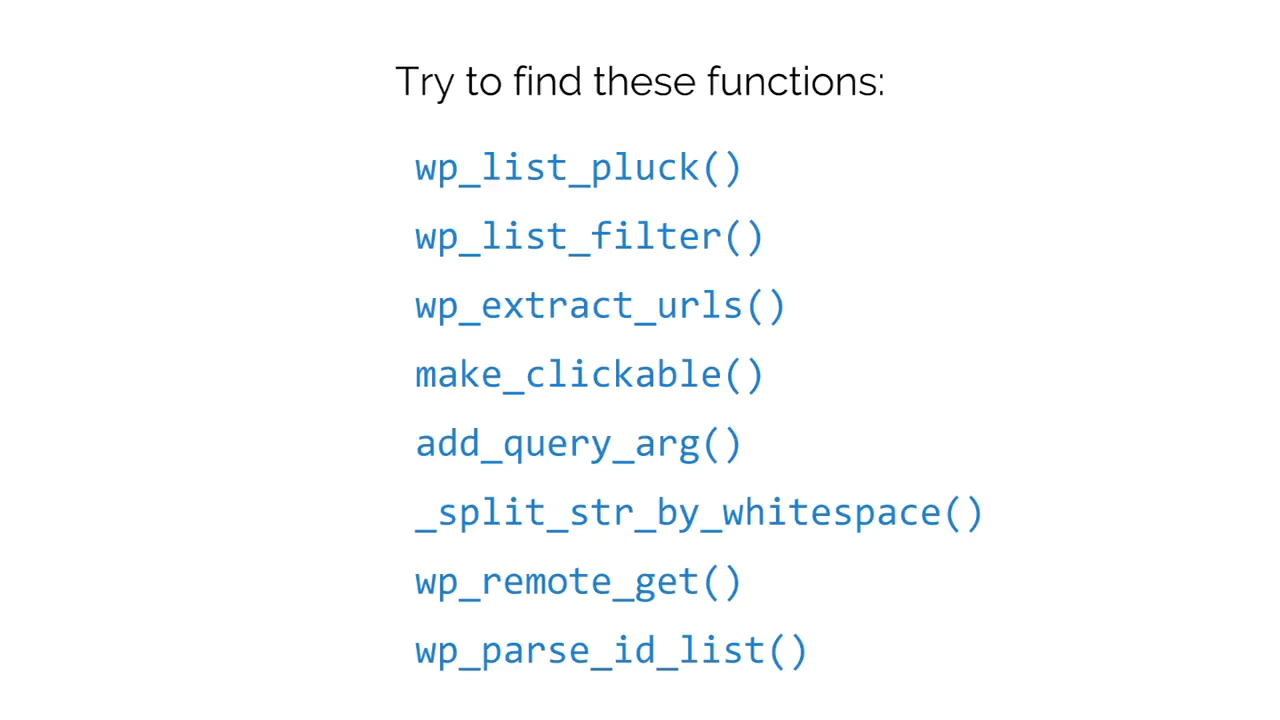 Try to find these functions:
wp_list_pluck()
wp_list_filter()
wp_extract_urls()
make_clickable()
add_query_arg()
_split_str_by_whitespace()
wp_remote_get()
wp_parse_id_list()